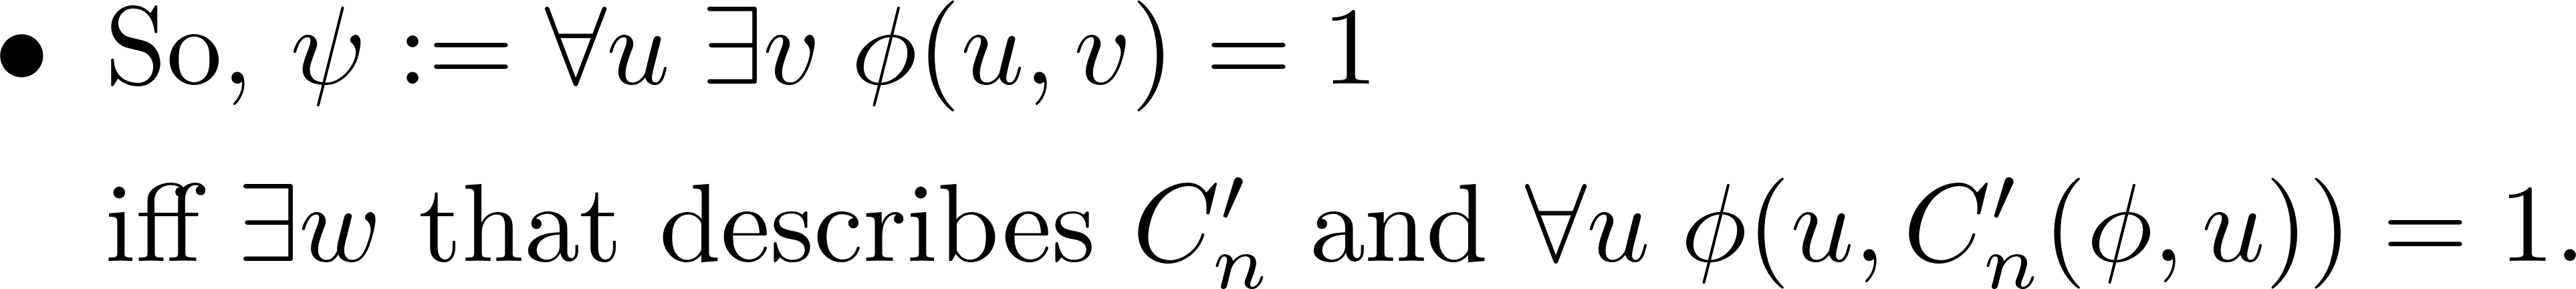 • So, ψ := ∀u ∃v ϕ(u, v) = 1
iff ∃w that describes C′ₙ and ∀u ϕ(u, C′ₙ(ϕ, u)) = 1.